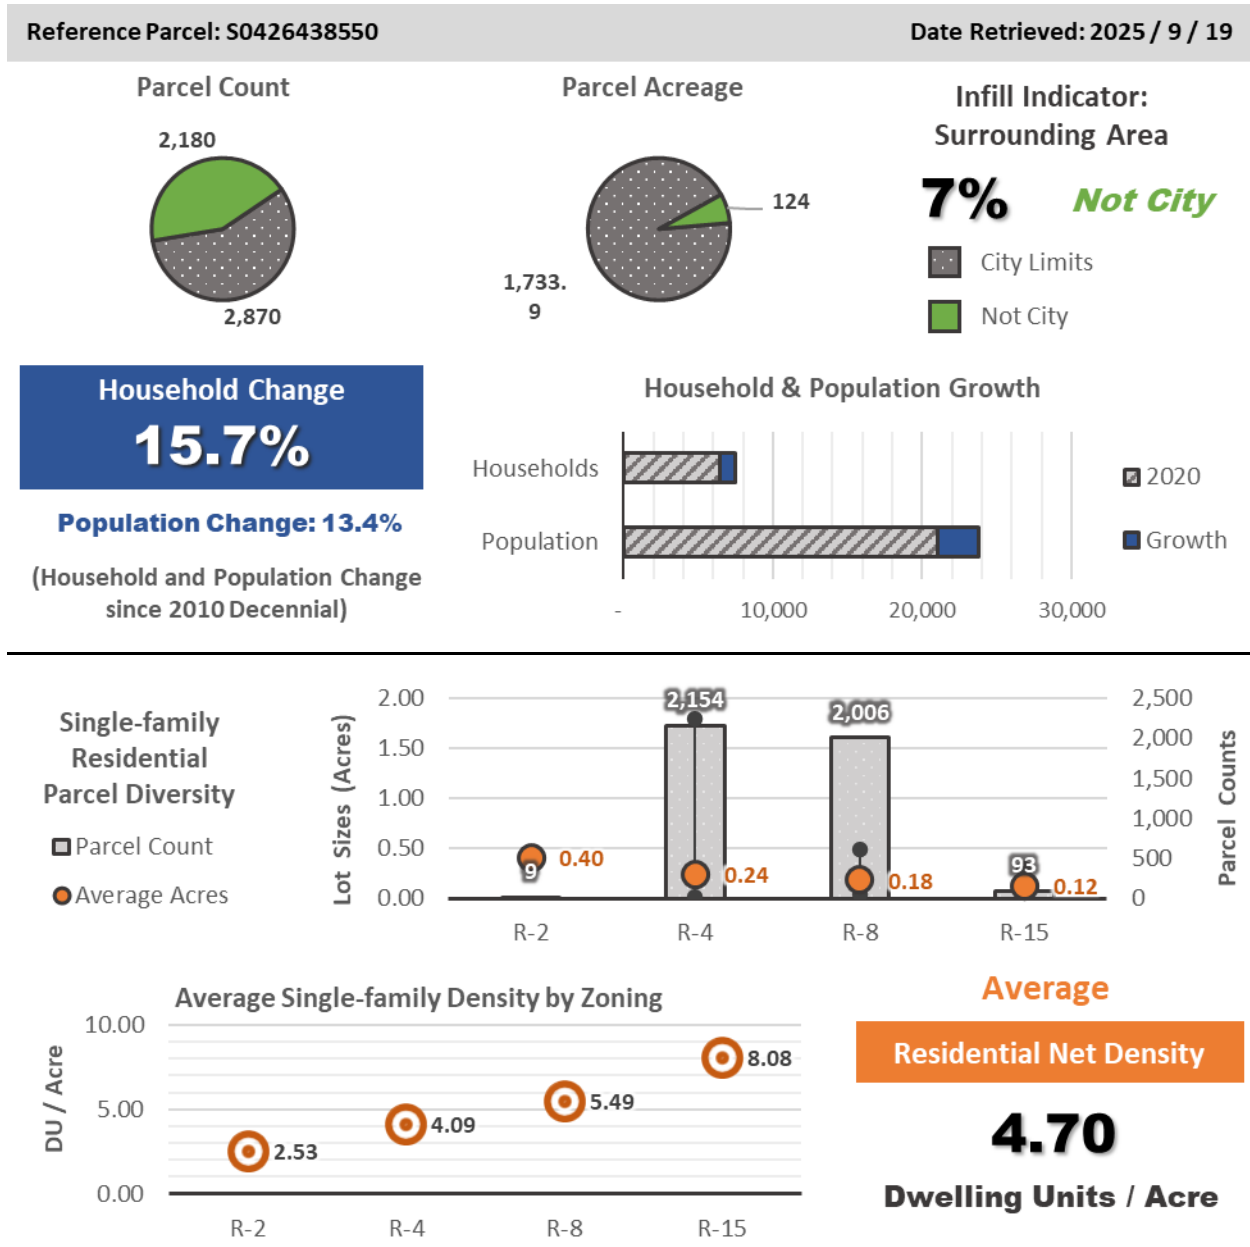 Reference Parcel: S0426438550
Date Retrieved: 2025 / 9 / 19
Parcel Count
2,180
2,870
Parcel Acreage
124
1,733.
9
Infill Indicator:
Surrounding Area
7%
Not City
City Limits
Not City
Household Change
15.7%
Population Change: 13.4%
(Household and Population Change
since 2010 Decennial)
Household & Population Growth
Households
Population
-
10,000
20,000
30,000
2020
Growth
Single-family
Residential
Parcel Diversity
Parcel Count
Average Acres
Lot Sizes (Acres)
2.00
1.50
1.00
0.50
0.00
2,154
2,006
9
93
0.40
0.24
0.18
0.12
R-2
R-4
R-8
R-15
2,500
2,000
1,500
1,000
500
0
Parcel Counts
Average Single-family Density by Zoning
DU / Acre
10.00
5.00
0.00
2.53
4.09
5.49
8.08
R-2
R-4
R-8
R-15
Average
Residential Net Density
4.70
Dwelling Units / Acre